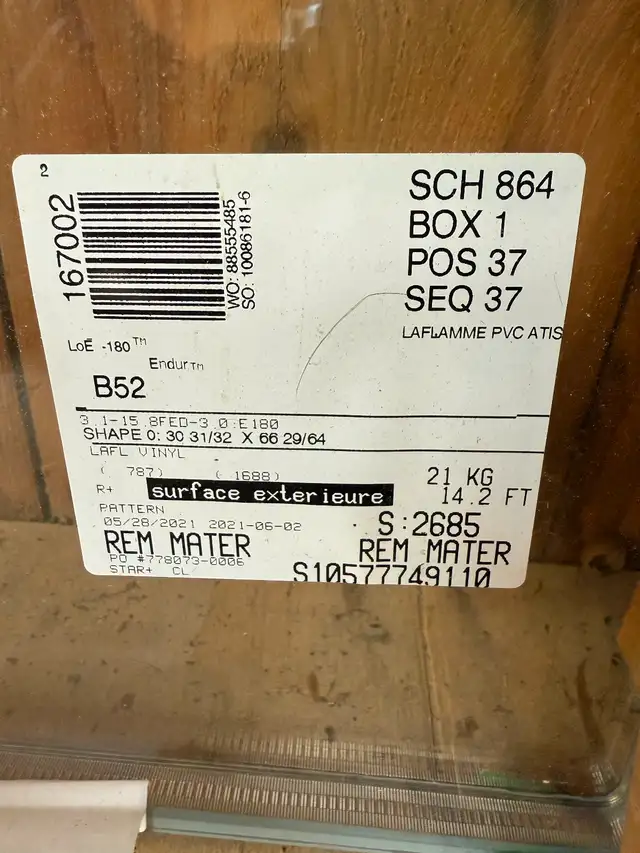 2
167002
WO: 88555485
SO: 10086181-6
SCH 864
BOX 1
POS 37
SEQ 37
LAFLAMME PVC ATIS
LoĒ -180™
Endur™
B52
3.1-15.8FED-3.0:E180
SHAPE 0: 30 31/32 X 66 29/64
LAFL VINYL
( 787) ( 1688)
21 KG
R+ surface exterieure 14.2 FT
PATTERN
05/28/2021 2021-06-02 S:2685
REM MATER REM MATER
PO #778073-0006
STAR+ CL S10577749110